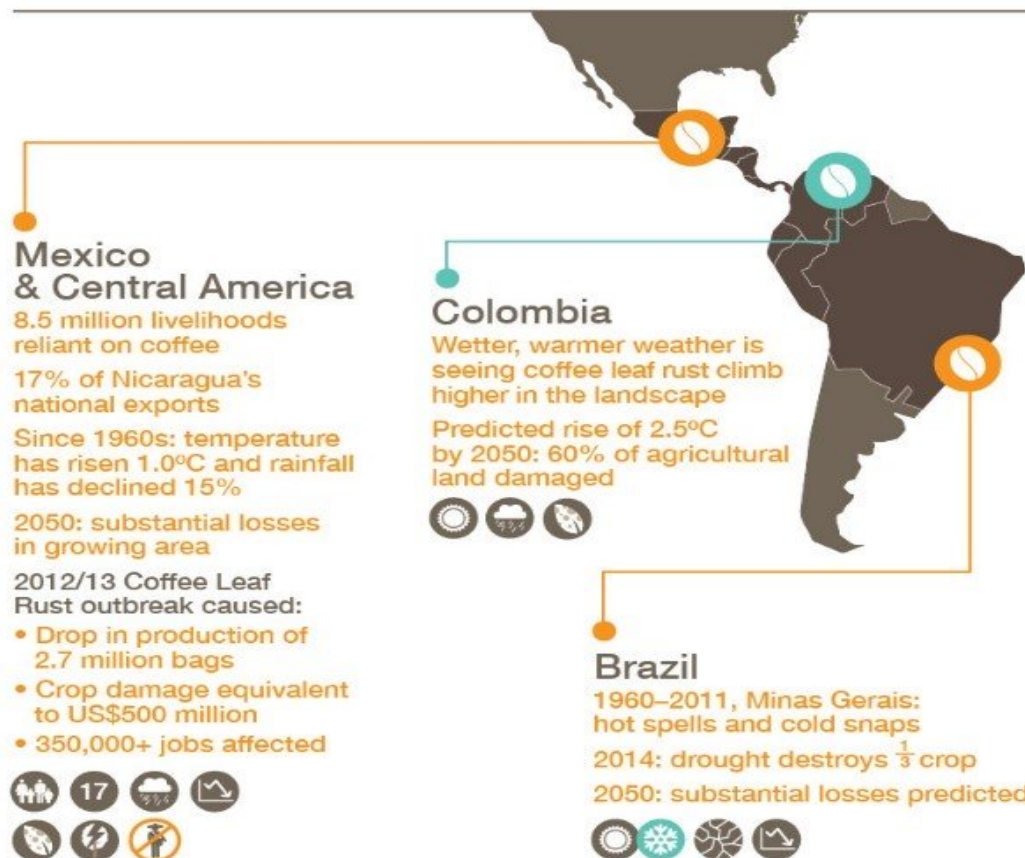 Mexico
& Central America
8.5 million livelihoods
reliant on coffee
17% of Nicaragua's
national exports
Since 1960s: temperature
has risen 1.0ºC and rainfall
has declined 15%
2050: substantial losses
in growing area
2012/13 Coffee Leaf
Rust outbreak caused:
• Drop in production of
2.7 million bags
• Crop damage equivalent
to US$500 million
• 350,000+ jobs affected
17
Colombia
Wetter, warmer weather is
seeing coffee leaf rust climb
higher in the landscape
Predicted rise of 2.5ºC
by 2050: 60% of agricultural
land damaged
Brazil
1960–2011, Minas Gerais:
hot spells and cold snaps
2014: drought destroys 1/3 crop
2050: substantial losses predicted